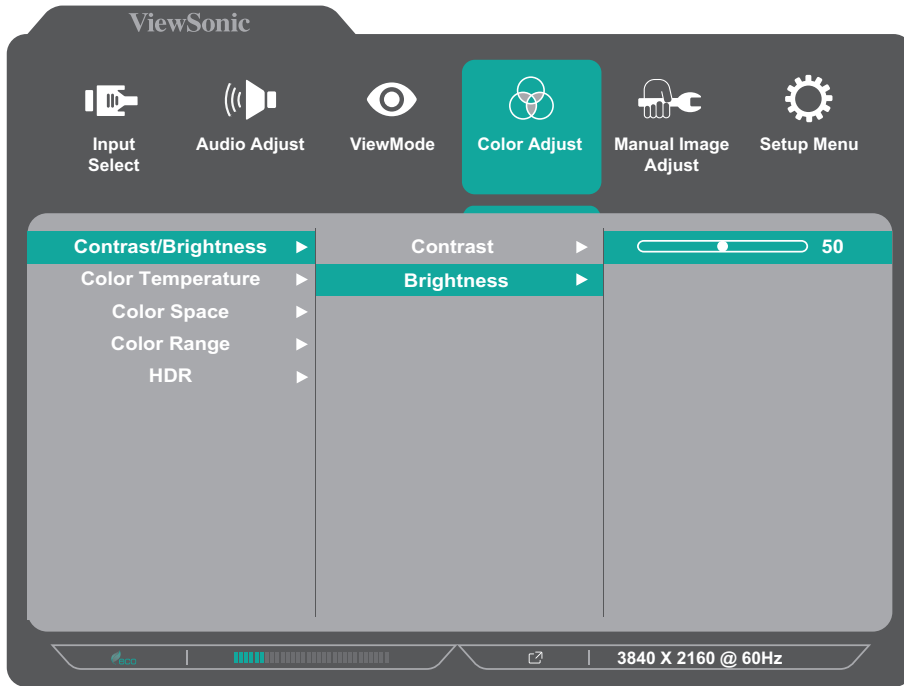 ViewSonic
Input Select
Audio Adjust
ViewMode
Color Adjust
Manual Image Adjust
Setup Menu
Contrast/Brightness
Contrast
50
Color Temperature
Brightness
Color Space
Color Range
HDR
eco
3840 X 2160 @ 60Hz